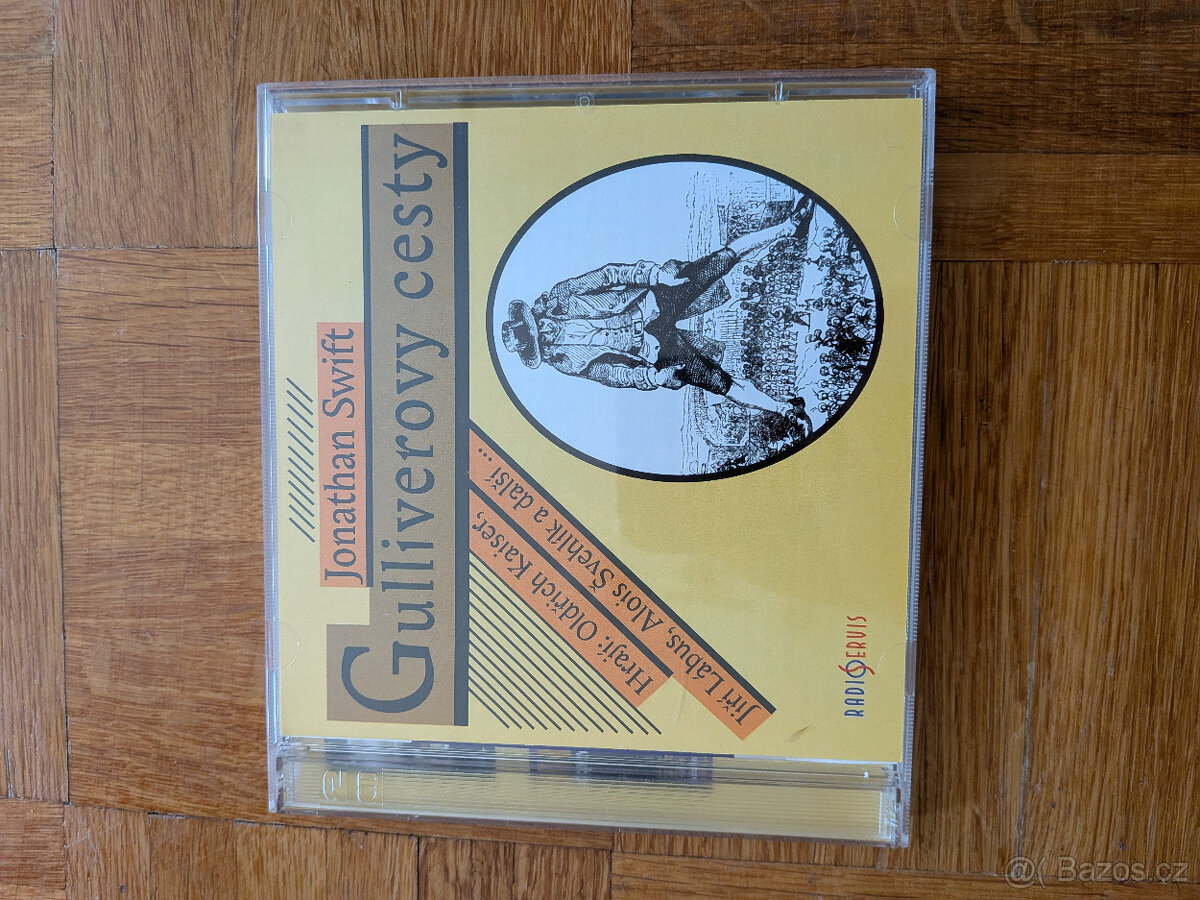 Jonathan Swift
Gulliverovy cesty
Hrají: Oldřich Kaiser,
Jiří Lábus, Alois Švehlík a další ...
RADIOSERVIS
@( Bazos.cz